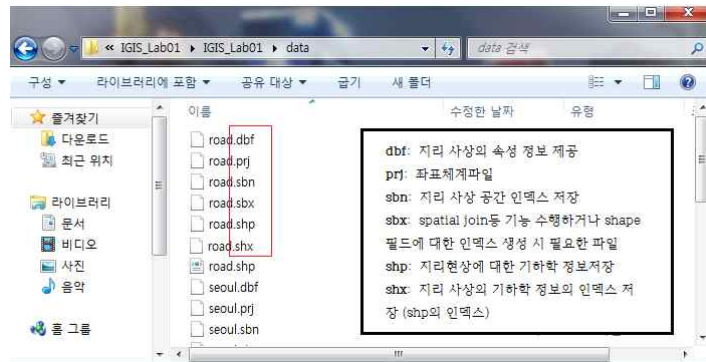 « IGIS_Lab01 ▸ IGIS_Lab01 ▸ data
data 검색
구성 ▾ 라이브러리에 포함 ▾ 공유 대상 ▾ 굽기 새 폴더
즐겨찾기
다운로드
최근 위치
라이브러리
문서
비디오
사진
음악
홈 그룹
이름 수정한 날짜 유형
road.dbf
road.prj
road.sbn
road.sbx
road.shp
road.shx
road.shp
seoul.dbf
seoul.prj
seoul.sbn
dbf: 지리 사상의 속성 정보 제공
prj: 좌표체계파일
sbn: 지리 사상 공간 인덱스 저장
sbx: spatial join등 기능 수행하거나 shape
필드에 대한 인덱스 생성 시 필요한 파일
shp: 지리현상에 대한 기하학 정보저장
shx: 지리 사상의 기하학 정보의 인덱스 저
장 (shp의 인덱스)